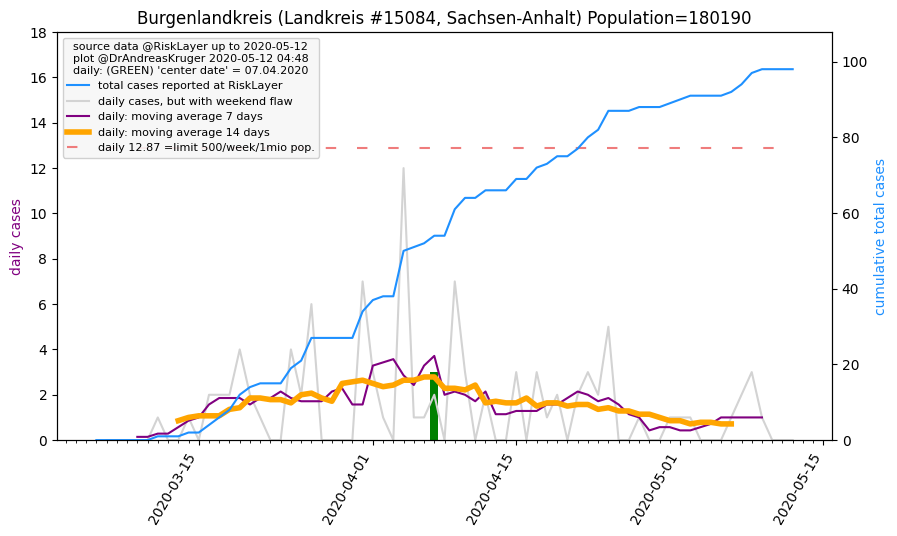 Burgenlandkreis (Landkreis #15084, Sachsen-Anhalt) Population=180190
source data @RiskLayer up to 2020-05-12
plot @DrAndreasKruger 2020-05-12 04:48
daily: (GREEN) 'center date' = 07.04.2020
total cases reported at RiskLayer
daily cases, but with weekend flaw
daily: moving average 7 days
daily: moving average 14 days
daily 12.87 =limit 500/week/1mio pop.
daily cases
18
16
14
12
10
8
6
4
2
0
cumulative total cases
100
80
60
40
20
0
2020-03-15
2020-04-01
2020-04-15
2020-05-01
2020-05-15